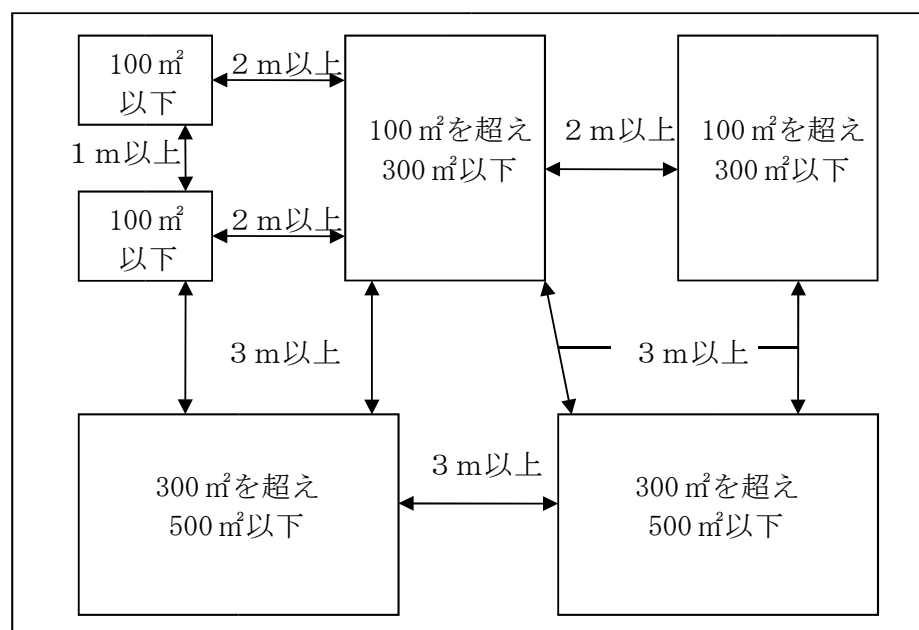 100㎡
以下
２m以上
100㎡を超え
300㎡以下
２m以上
100㎡を超え
300㎡以下
１m以上
100㎡
以下
２m以上
３m以上
３m以上
300㎡を超え
500㎡以下
３m以上
300㎡を超え
500㎡以下